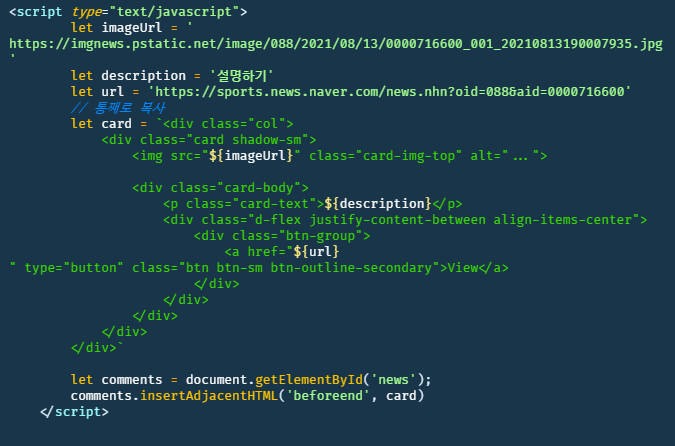 <script type="text/javascript">
let imageUrl = '
https://imgnews.pstatic.net/image/088/2021/08/13/0000716600_001_20210813190007935.jpg
'
let description = '설명하기'
let url = 'https://sports.news.naver.com/news.nhn?oid=088&aid=0000716600'
// 통째로 복사
let card = `<div class="col">
<div class="card shadow-sm">
<img src="${imageUrl}" class="card-img-top" alt="...">
<div class="card-body">
<p class="card-text">${description}</p>
<div class="d-flex justify-content-between align-items-center">
<div class="btn-group">
<a href="${url}
" type="button" class="btn btn-sm btn-outline-secondary">View</a>
</div>
</div>
</div>
</div>
</div>`
let comments = document.getElementById('news');
comments.insertAdjacentHTML('beforeend', card)
</script>